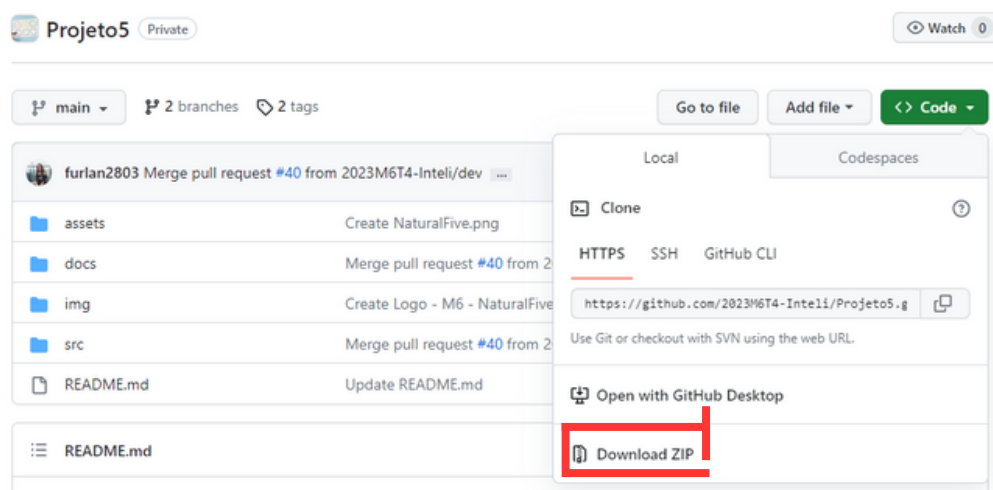 Projeto5 Private Watch 0
main 2 branches 2 tags Go to file Add file <> Code
Local Codespaces
furlan2803 Merge pull request #40 from 2023M6T4-Inteli/dev ...
Clone
assets Create NaturalFive.png
HTTPS SSH GitHub CLI
docs Merge pull request #40 from 2
img Create Logo - M6 - NaturalFive
https://github.com/2023M6T4-Inteli/Projeto5.g
Use Git or checkout with SVN using the web URL.
src Merge pull request #40 from 2
README.md Update README.md
Open with GitHub Desktop
README.md
Download ZIP